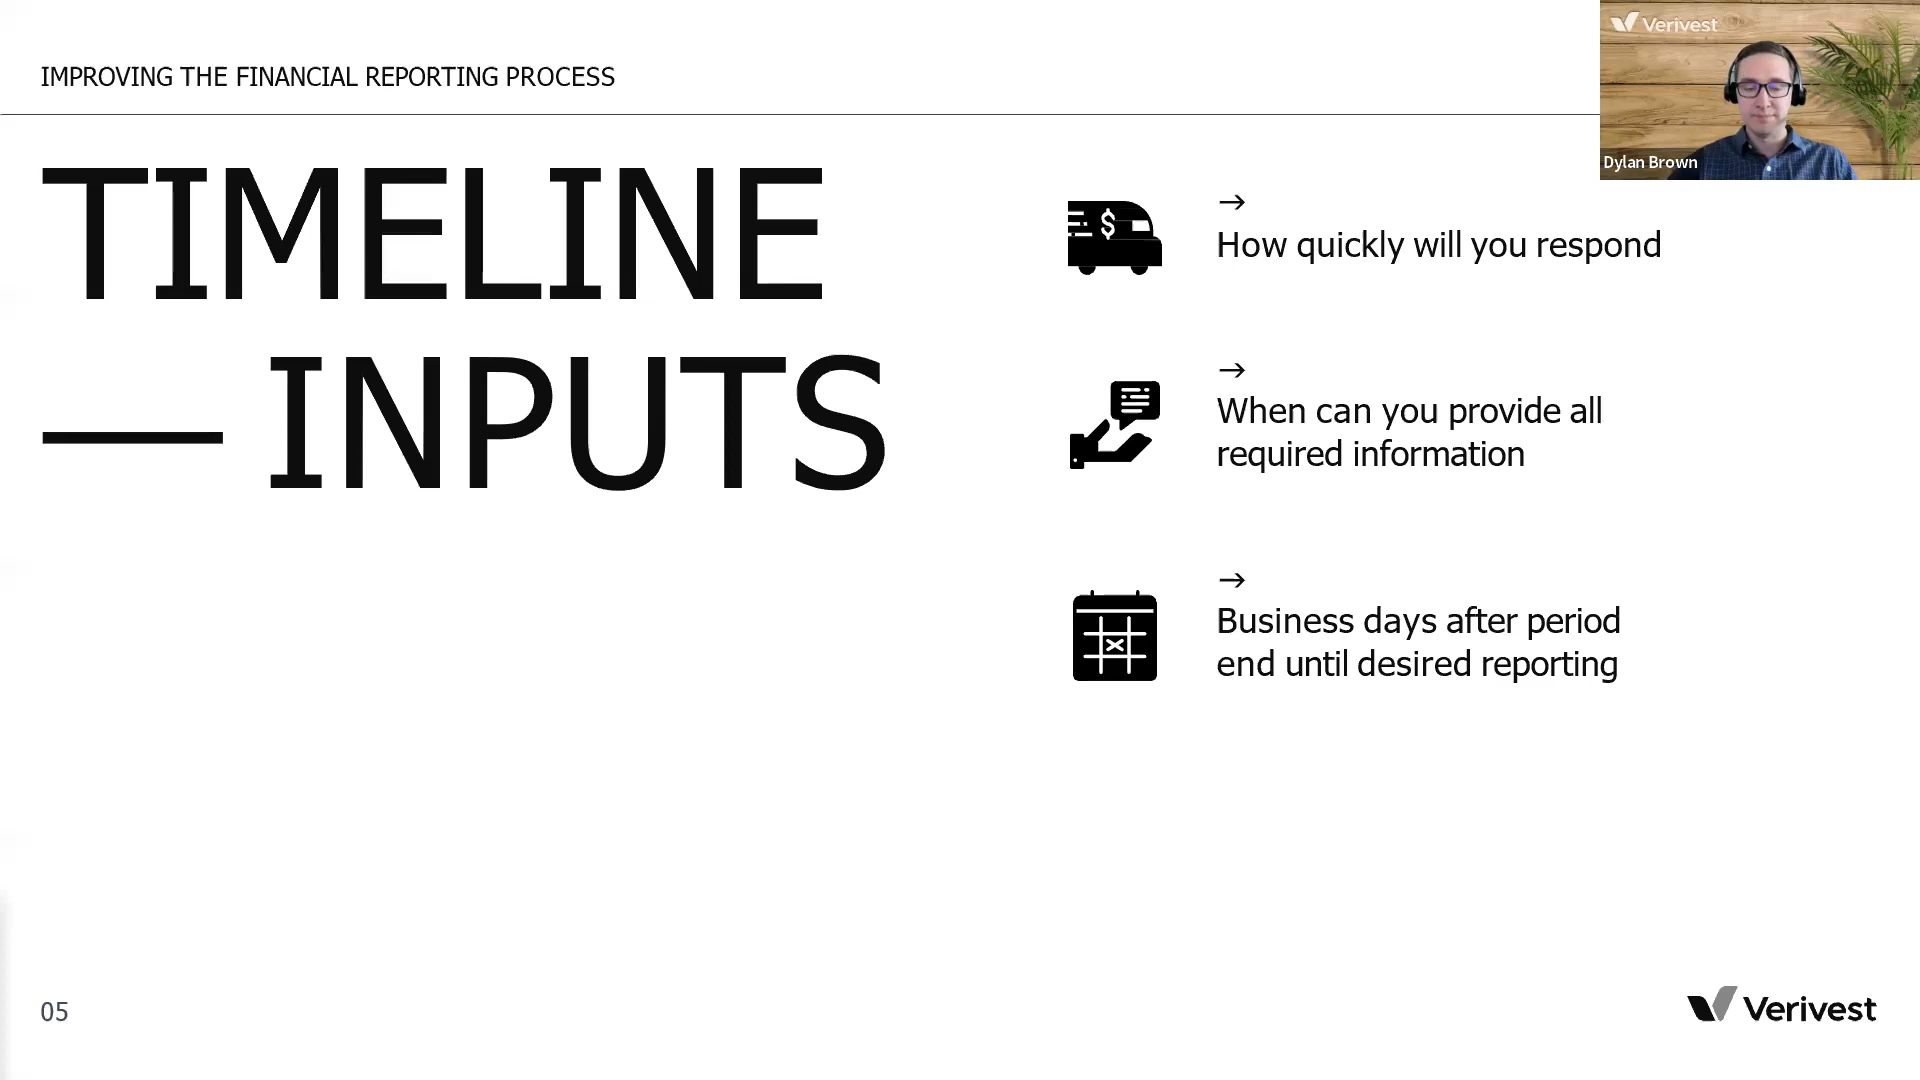 IMPROVING THE FINANCIAL REPORTING PROCESS
Verivest
Dylan Brown
TIMELINE
— INPUTS
$
→
How quickly will you respond
→
When can you provide all
required information
→
Business days after period
end until desired reporting
05
Verivest